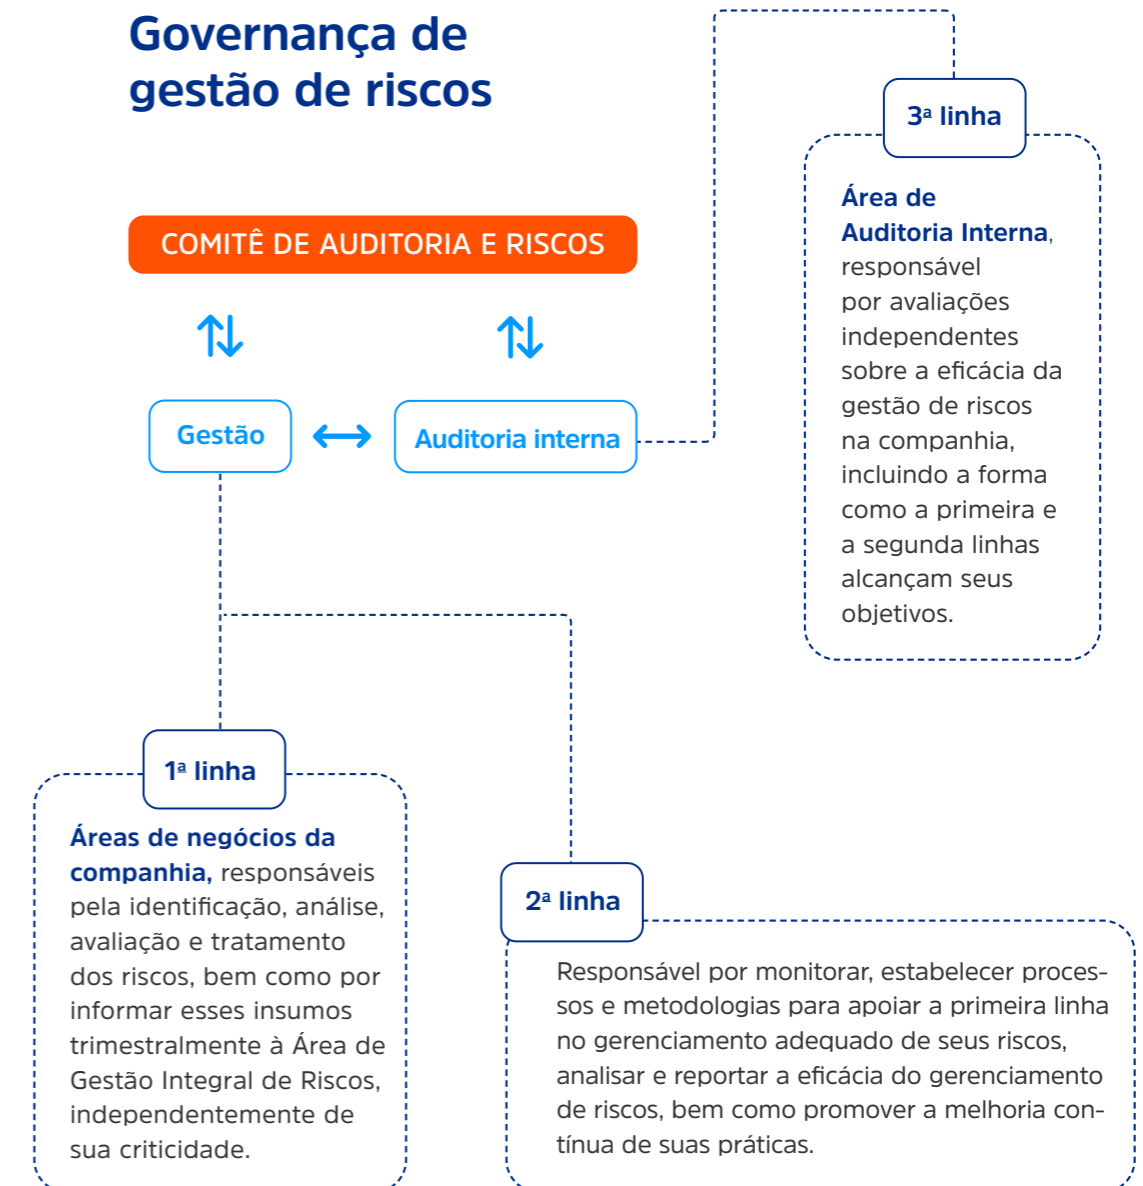 Governança de
gestão de riscos
COMITÊ DE AUDITORIA E RISCOS
Gestão
Auditoria interna
3ª linha
Área de
Auditoria Interna,
responsável
por avaliações
independentes
sobre a eficácia da
gestão de riscos
na companhia,
incluindo a forma
como a primeira e
a segunda linhas
alcançam seus
objetivos.
1ª linha
Áreas de negócios da
companhia, responsáveis
pela identificação, análise,
avaliação e tratamento
dos riscos, bem como por
informar esses insumos
trimestralmente à Área de
Gestão Integral de Riscos,
independentemente de
sua criticidade.
2ª linha
Responsável por monitorar, estabelecer proces-
sos e metodologias para apoiar a primeira linha
no gerenciamento adequado de seus riscos,
analisar e reportar a eficácia do gerenciamento
de riscos, bem como promover a melhoria con-
tínua de suas práticas.